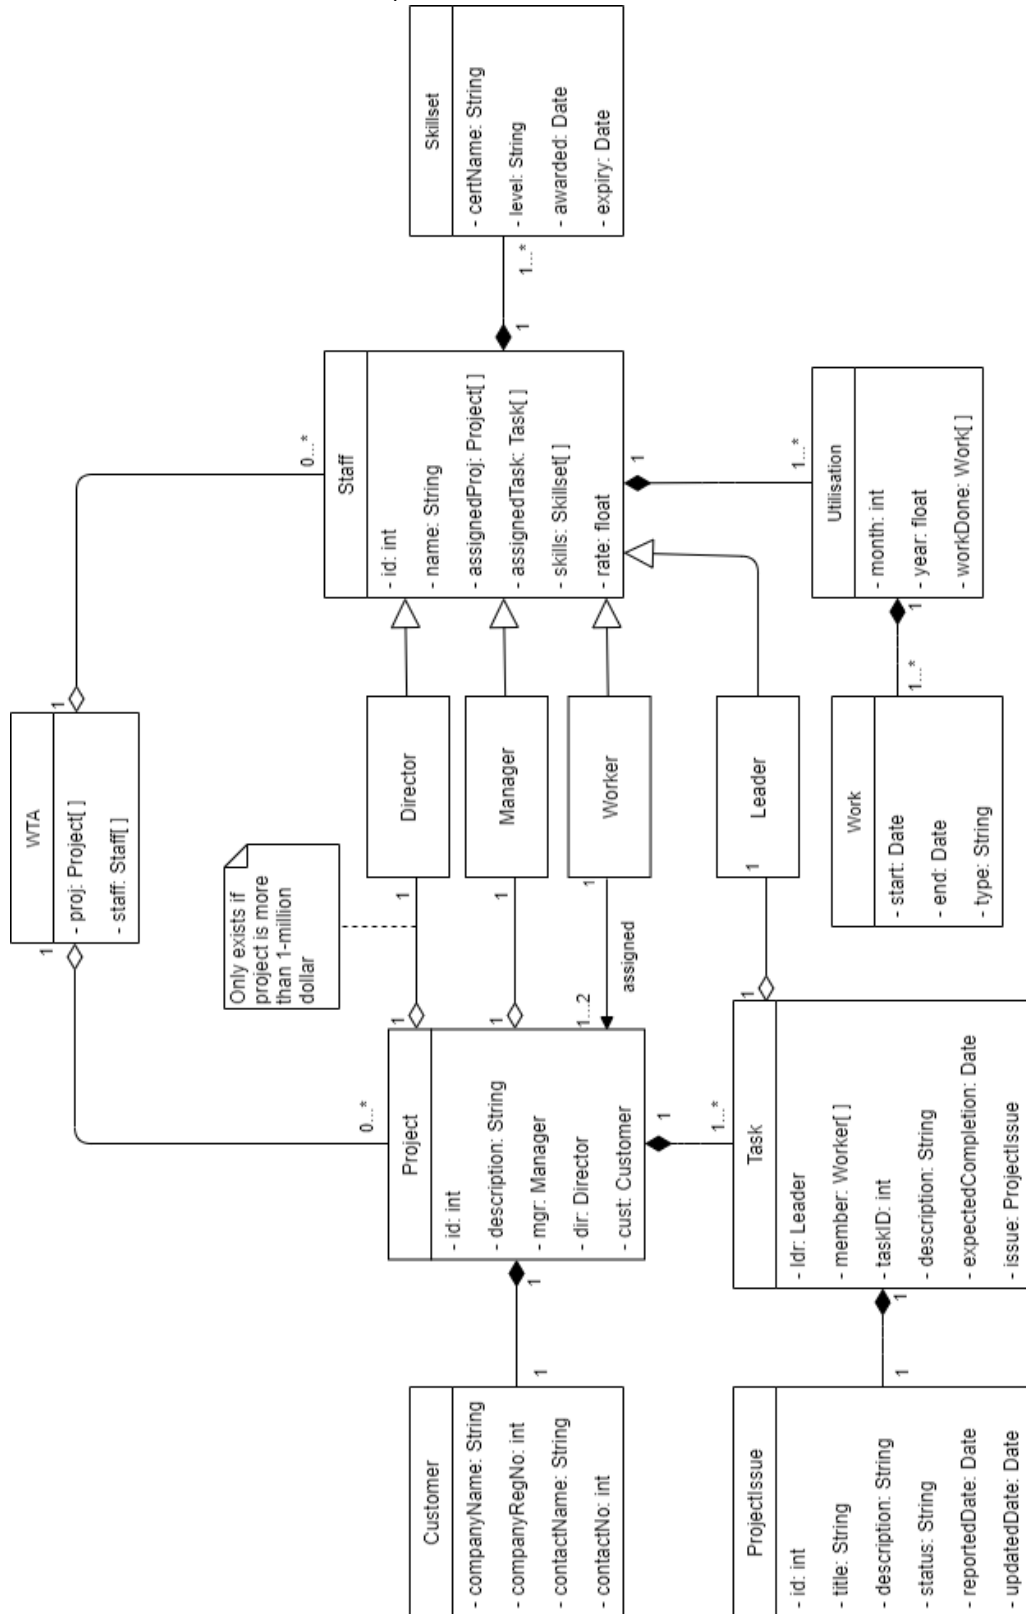 WTA
- proj: Project[ ]
- staff: Staff[ ]
1
1
0...*
0...*
Only exists if
project is more
than 1-million
dollar
Customer
- companyName: String
- companyRegNo: int
- contactName: String
- contactNo: int
1
1
Project
- id: int
- description: String
- mgr: Manager
- dir: Director
- cust: Customer
1
1
1
1
1...2
1
assigned
Director
Manager
Worker
Staff
- id: int
- name: String
- assignedProj: Project[ ]
- assignedTask: Task[ ]
- skills: Skillset[ ]
- rate: float
1
1...*
Skillset
- certName: String
- level: String
- awarded: Date
- expiry: Date
1
1...*
1
1...*
ProjectIssue
- id: int
- title: String
- description: String
- status: String
- reportedDate: Date
- updatedDate: Date
1
1
Task
- ldr: Leader
- member: Worker[ ]
- taskID: int
- description: String
- expectedCompletion: Date
- issue: ProjectIssue
1
1
Leader
Work
- start: Date
- end: Date
- type: String
1...*
1
Utilisation
- month: int
- year: float
- workDone: Work[ ]